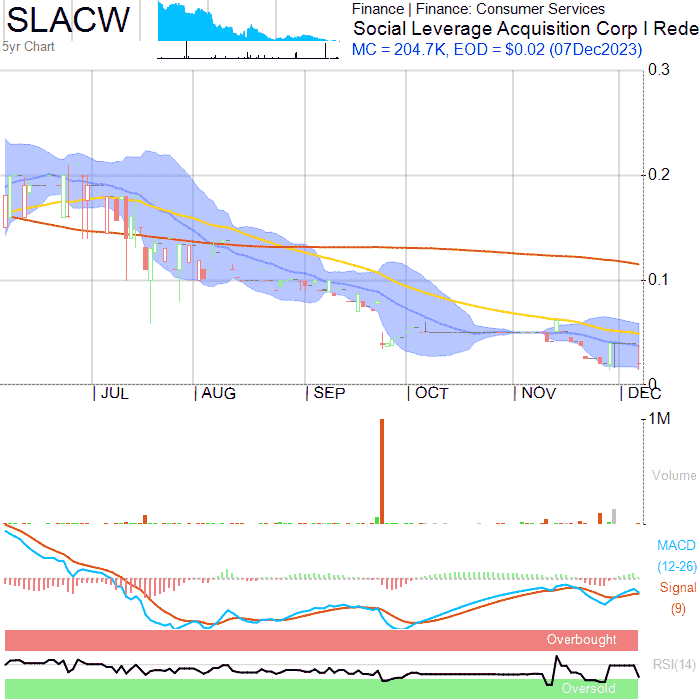 SLACW
5yr Chart
Finance | Finance: Consumer Services
Social Leverage Acquisition Corp I Rede
MC = 204.7K, EOD = $0.02 (07Dec2023)
0.3
0.2
0.1
0
JUL AUG SEP OCT NOV DEC
1M
Volume
MACD
(12-26)
Signal
(9)
Overbought
RSI(14)
Oversold